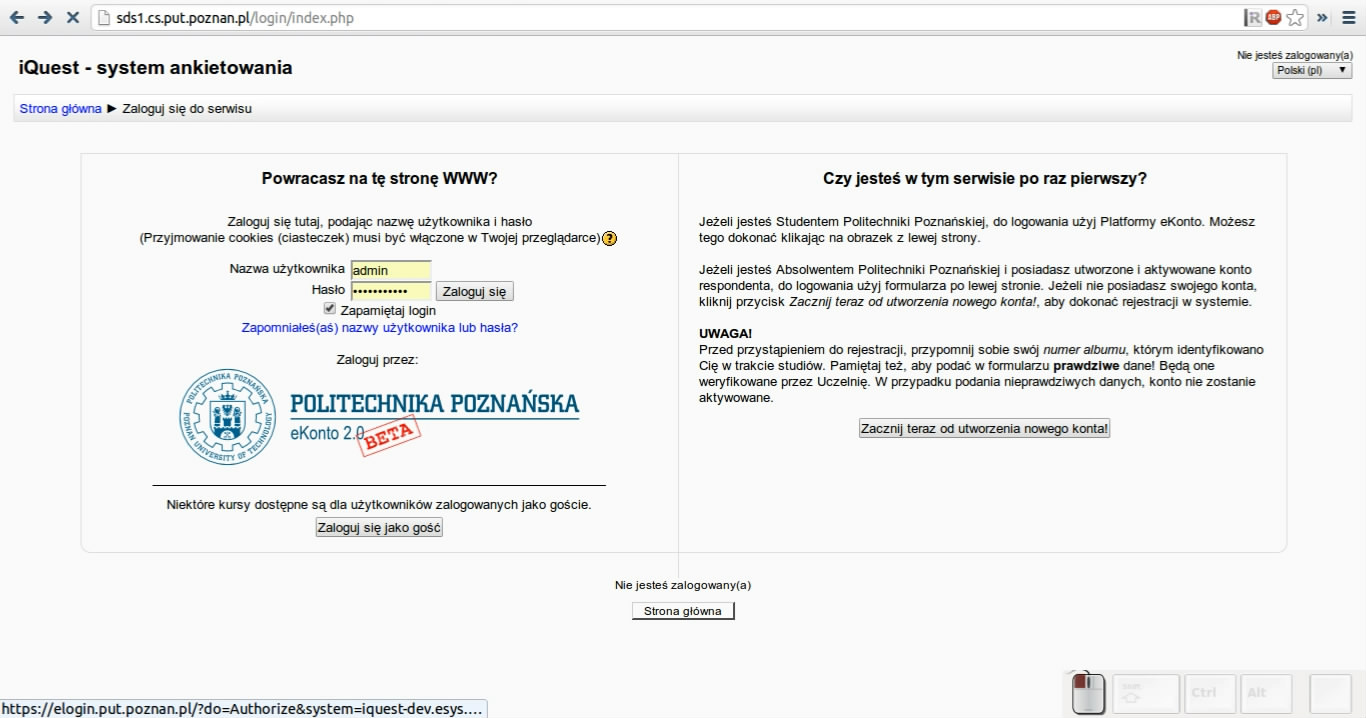 sds1.cs.put.poznan.pl/login/index.php
R ABP
Nie jesteś zalogowany(a)
iQuest - system ankietowania
Polski (pl)
Strona główna ► Zaloguj się do serwisu
Powracasz na tę stronę WWW?
Zaloguj się tutaj, podając nazwę użytkownika i hasło
(Przyjmowanie cookies (ciasteczek) musi być włączone w Twojej przeglądarce) ?
Nazwa użytkownika admin
Hasło ••••••••••• Zaloguj się
Zapamiętaj login
Zapomniałeś(aś) nazwy użytkownika lub hasła?
Zaloguj przez:
POLITECHNIKA POZNAŃSKA
POZNAN UNIVERSITY OF TECHNOLOGY
POLITECHNIKA POZNAŃSKA
eKonto 2.0 BETA
Niektóre kursy dostępne są dla użytkowników zalogowanych jako goście.
Zaloguj się jako gość
Czy jesteś w tym serwisie po raz pierwszy?
Jeżeli jesteś Studentem Politechniki Poznańskiej, do logowania użyj Platformy eKonto. Możesz
tego dokonać klikając na obrazek z lewej strony.
Jeżeli jesteś Absolwentem Politechniki Poznańskiej i posiadasz utworzone i aktywowane konto
respondenta, do logowania użyj formularza po lewej stronie. Jeżeli nie posiadasz swojego konta,
kliknij przycisk Zacznij teraz od utworzenia nowego konta!, aby dokonać rejestracji w systemie.
UWAGA!
Przed przystąpieniem do rejestracji, przypomnij sobie swój numer albumu, którym identyfikowano
Cię w trakcie studiów. Pamiętaj też, aby podać w formularzu prawdziwe dane! Będą one
weryfikowane przez Uczelnię. W przypadku podania nieprawdziwych danych, konto nie zostanie
aktywowane.
Zacznij teraz od utworzenia nowego konta!
Nie jesteś zalogowany(a)
Strona główna
https://elogin.put.poznan.pl/?do=Authorize&system=iquest-dev.esys....
Ctrl Alt